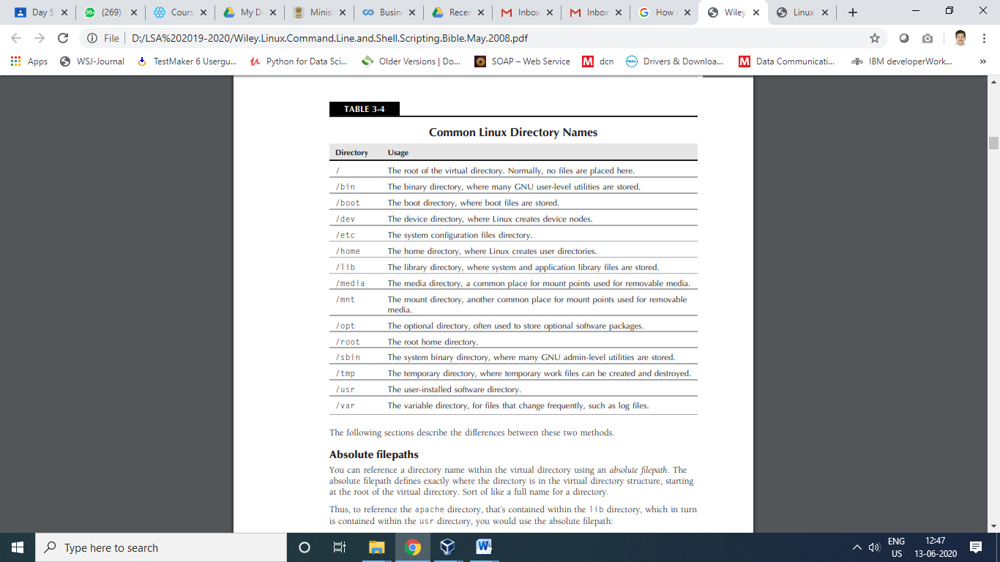 Day 5
(269)
Cours
My D
Minist
Busin
Recer
Inbox
Inbox
How
Wiley
Linux
File
D:/LSA%202019-2020/Wiley.Linux.Command.Line.and.Shell.Scripting.Bible.May.2008.pdf
Apps
WSJ-Journal
TestMaker 6 Usergu...
Python for Data Sci...
Older Versions | Do...
SOAP – Web Service
dcn
Drivers & Downloa...
Data Communicati...
IBM developerWork...
»
TABLE 3-4
Common Linux Directory Names
Directory Usage
/ The root of the virtual directory. Normally, no files are placed here.
/bin The binary directory, where many GNU user-level utilities are stored.
/boot The boot directory, where boot files are stored.
/dev The device directory, where Linux creates device nodes.
/etc The system configuration files directory.
/home The home directory, where Linux creates user directories.
/lib The library directory, where system and application library files are stored.
/media The media directory, a common place for mount points used for removable media.
/mnt The mount directory, another common place for mount points used for removable
media.
/opt The optional directory, often used to store optional software packages.
/root The root home directory.
/sbin The system binary directory, where many GNU admin-level utilities are stored.
/tmp The temporary directory, where temporary work files can be created and destroyed.
/usr The user-installed software directory.
/var The variable directory, for files that change frequently, such as log files.
The following sections describe the differences between these two methods.
Absolute filepaths
You can reference a directory name within the virtual directory using an absolute filepath. The
absolute filepath defines exactly where the directory is in the virtual directory structure, starting
at the root of the virtual directory. Sort of like a full name for a directory.
Thus, to reference the apache directory, that's contained within the lib directory, which in turn
is contained within the usr directory, you would use the absolute filepath:
Type here to search
ENG
US
12:47
13-06-2020